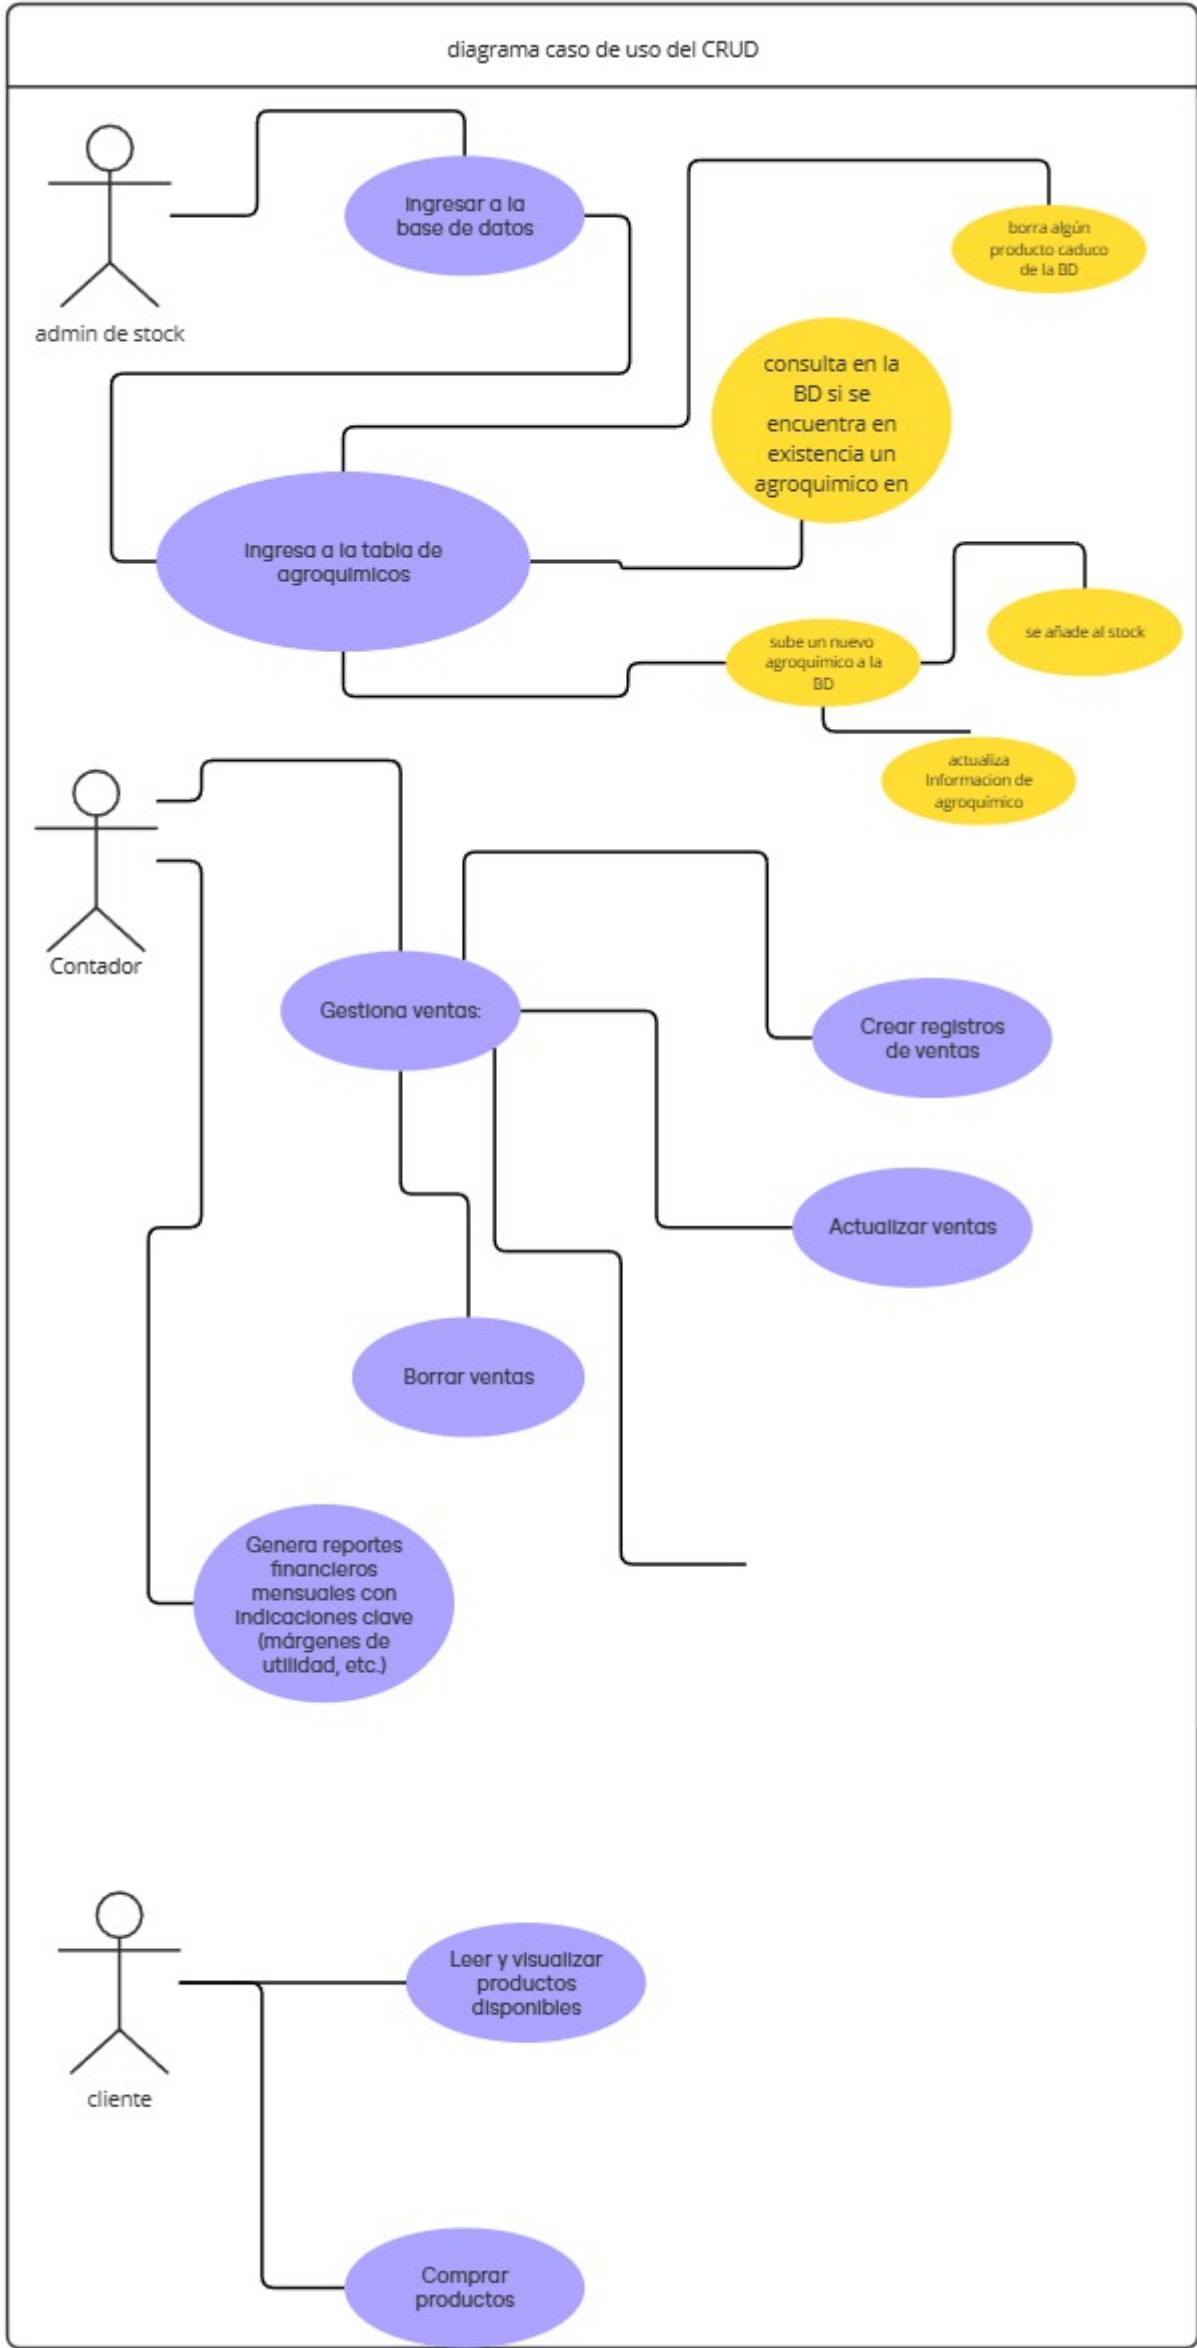 diagrama caso de uso del CRUD
Ingresar a la
base de datos
borra algún
producto caduco
de la BD
admin de stock
consulta en la
BD si se
encuentra en
existencia un
agroquimico en
Ingresa a la tabla de
agroquimicos
sube un nuevo
agroquímico a la
BD
se añade al stock
actualiza
Informacion de
agroquímico
Contador
Gestiona ventas:
Crear registros
de ventas
Actualizar ventas
Borrar ventas
Genera reportes
financieros
mensuales con
indicaciones clave
(márgenes de
utilidad, etc.)
Leer y visualizar
productos
disponibles
cliente
Comprar
productos